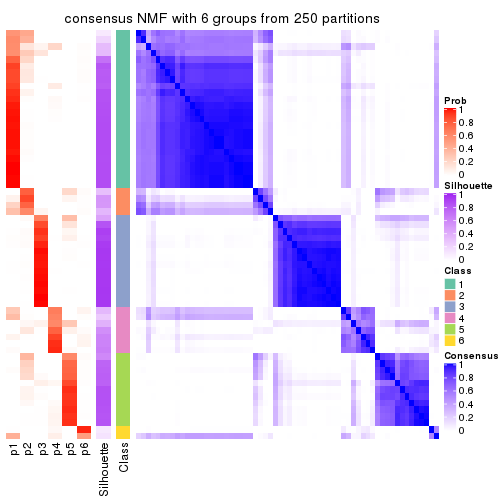 consensus NMF with 6 groups from 250 partitions
Prob
1
0.8
0.6
0.4
0.2
0
Silhouette
1
0.8
0.6
0.4
0.2
0
Class
1
2
3
4
5
6
Consensus
1
0.8
0.6
0.4
0.2
0
p1
p2
p3
p4
p5
p6
Silhouette
Class